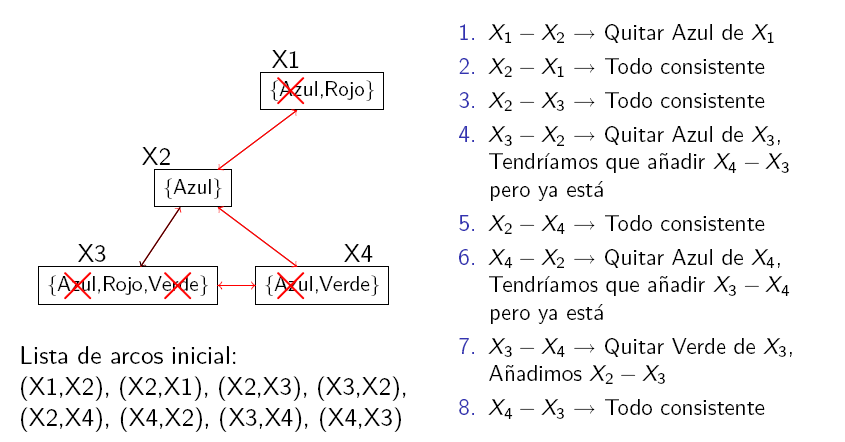 X1
{Azul,Rojo}
X2
{Azul}
X3
{Azul,Rojo,Verde}
X4
{Azul,Verde}
Lista de arcos inicial:
(X1,X2), (X2,X1), (X2,X3), (X3,X2),
(X2,X4), (X4,X2), (X3,X4), (X4,X3)
1. X₁ − X₂ → Quitar Azul de X₁
2. X₂ − X₁ → Todo consistente
3. X₂ − X₃ → Todo consistente
4. X₃ − X₂ → Quitar Azul de X₃,
Tendríamos que añadir X₄ − X₃
pero ya está
5. X₂ − X₄ → Todo consistente
6. X₄ − X₂ → Quitar Azul de X₄,
Tendríamos que añadir X₃ − X₄
pero ya está
7. X₃ − X₄ → Quitar Verde de X₃,
Añadimos X₂ − X₃
8. X₄ − X₃ → Todo consistente